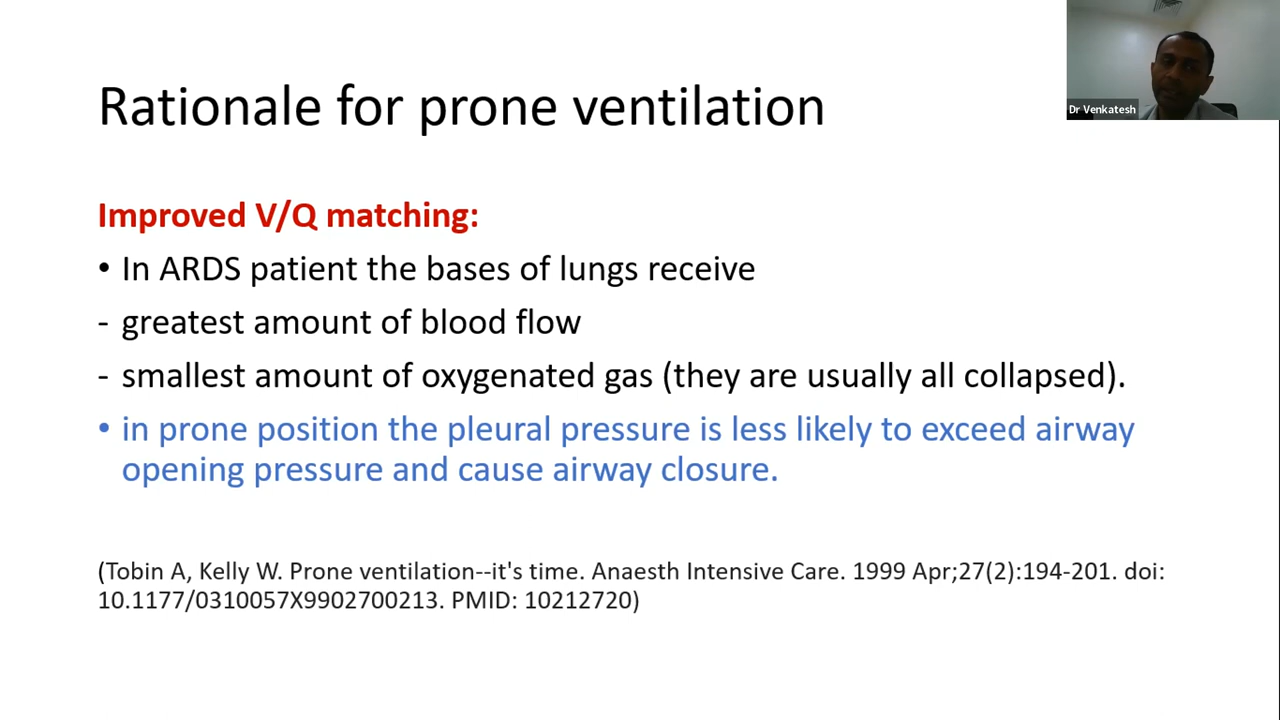 Rationale for prone ventilation
Dr Venkatesh
Improved V/Q matching:
• In ARDS patient the bases of lungs receive
- greatest amount of blood flow
- smallest amount of oxygenated gas (they are usually all collapsed).
• in prone position the pleural pressure is less likely to exceed airway
opening pressure and cause airway closure.
(Tobin A, Kelly W. Prone ventilation--it's time. Anaesth Intensive Care. 1999 Apr;27(2):194-201. doi:
10.1177/0310057X9902700213. PMID: 10212720)